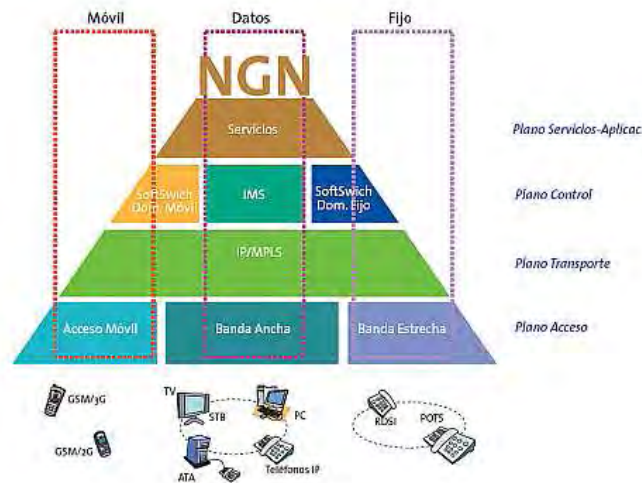 Móvil Datos Fijo
NGN
Servicios
Plano Servicios-Aplicac
SoftSwich
Dom. Móvil
IMS
SoftSwich
Dom. Fijo
Plano Control
IP/MPLS
Plano Transporte
Acceso Móvil
Banda Ancha
Banda Estrecha
Plano Acceso
GSM/3G
GSM/2G
TV
STB
PC
ATA
Teléfonos IP
RDSI
POTS